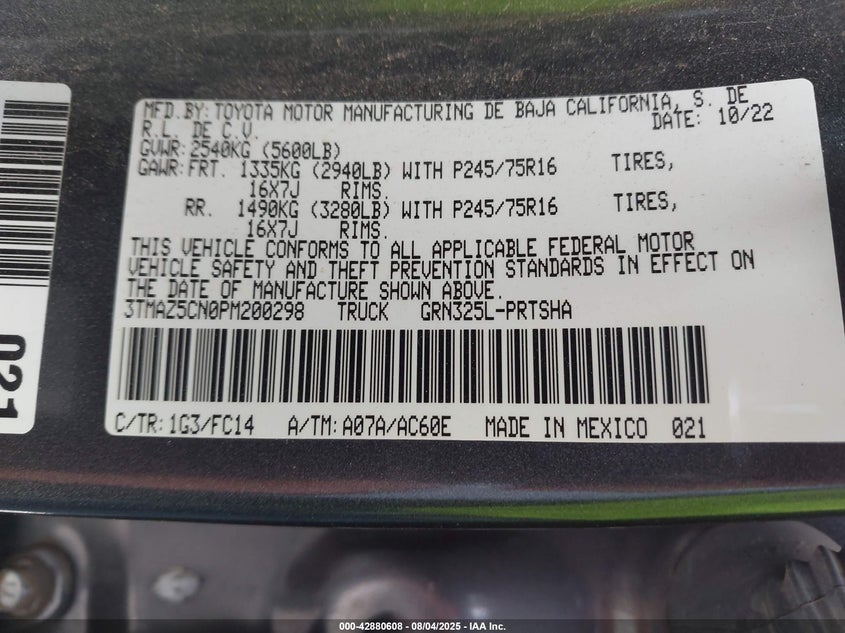 MFD.BY: TOYOTA MOTOR MANUFACTURING DE BAJA CALIFORNIA, S. DE
R.L. DE C.V. DATE: 10/22
GVWR: 2540KG (5600LB)
GAWR: FRT. 1335KG (2940LB) WITH P245/75R16 TIRES,
16X7J RIMS.
RR. 1490KG (3280LB) WITH P245/75R16 TIRES,
16X7J RIMS.
THIS VEHICLE CONFORMS TO ALL APPLICABLE FEDERAL MOTOR
VEHICLE SAFETY AND THEFT PREVENTION STANDARDS IN EFFECT ON
THE DATE OF MANUFACTURE SHOWN ABOVE.
3TMAZ5CN0PM200298 TRUCK GRN325L-PRTSHA
C/TR: 1G3/FC14 A/TM: A07A/AC60E MADE IN MEXICO 021
021
000-42880608 - 08/04/2025 - IAA Inc.